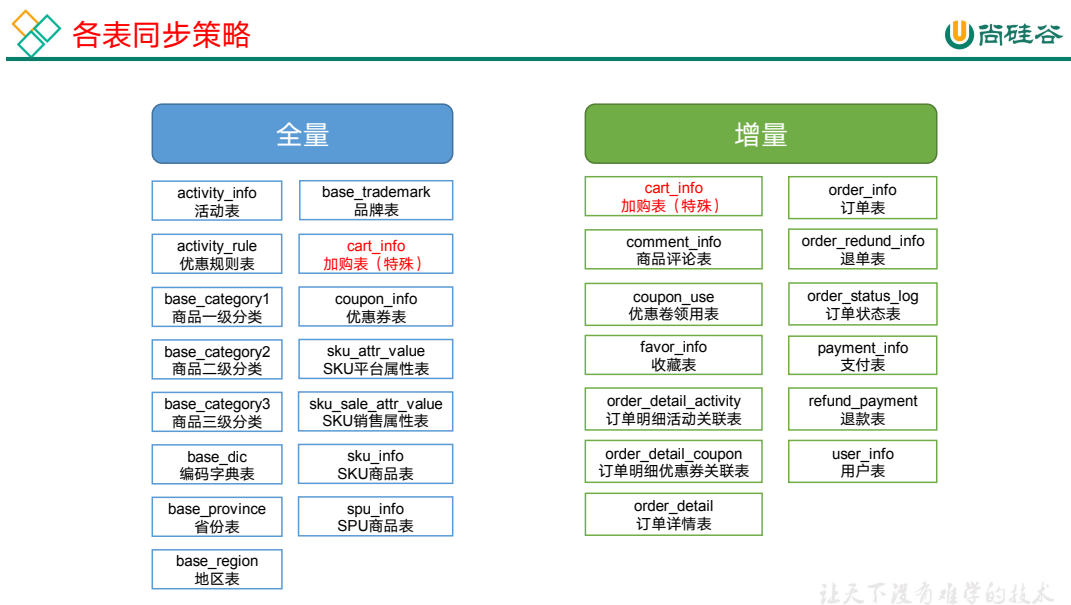 各表同步策略
尚硅谷
全量
activity_info
活动表
activity_rule
优惠规则表
base_category1
商品一级分类
base_category2
商品二级分类
base_category3
商品三级分类
base_dic
编码字典表
base_province
省份表
base_region
地区表
base_trademark
品牌表
cart_info
加购表（特殊）
coupon_info
优惠券表
sku_attr_value
SKU平台属性表
sku_sale_attr_value
SKU销售属性表
sku_info
SKU商品表
spu_info
SPU商品表
增量
cart_info
加购表（特殊）
comment_info
商品评论表
coupon_use
优惠卷领用表
favor_info
收藏表
order_detail_activity
订单明细活动关联表
order_detail_coupon
订单明细优惠券关联表
order_detail
订单详情表
order_info
订单表
order_redund_info
退单表
order_status_log
订单状态表
payment_info
支付表
refund_payment
退款表
user_info
用户表
让天下没有难学的技术